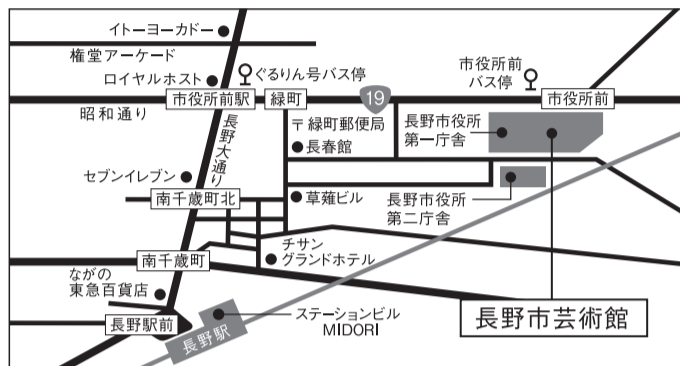 イトーヨーカドー
権堂アーケード
ロイヤルホスト
ぐるりん号バス停
市役所前
バス停
市役所前駅
緑町
19
市役所前
昭和通り
〒緑町郵便局
長野市役所
第一庁舎
長野大通り
長春館
セブンイレブン
南千歳町北
草薙ビル
長野市役所
第二庁舎
チサン
グランドホテル
南千歳町
ながの
東急百貨店
ステーションビル
MIDORI
長野駅前
長野駅
長野市芸術館